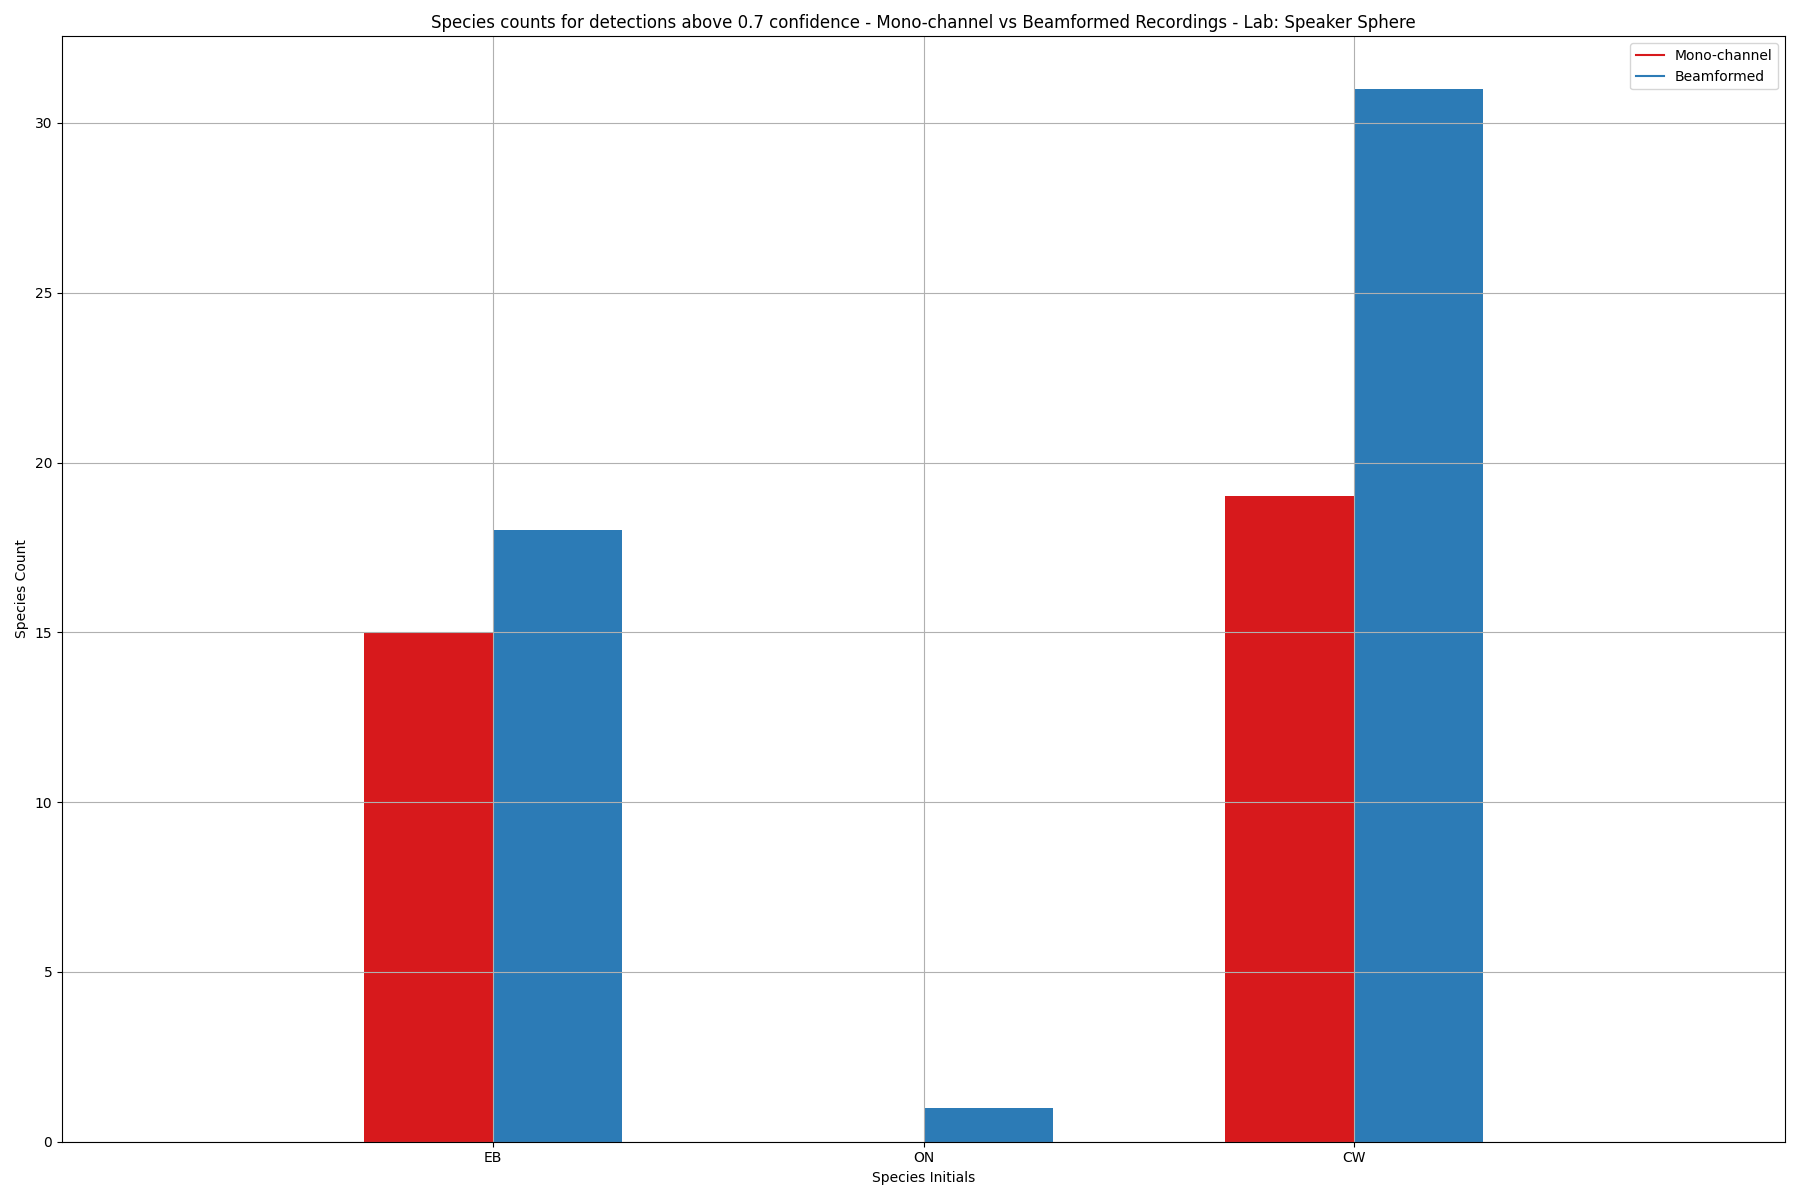 Species counts for detections above 0.7 confidence - Mono-channel vs Beamformed Recordings - Lab: Speaker Sphere
Mono-channel
Beamformed
30
25
20
15
10
5
0
Species Count
EB
ON
CW
Species Initials